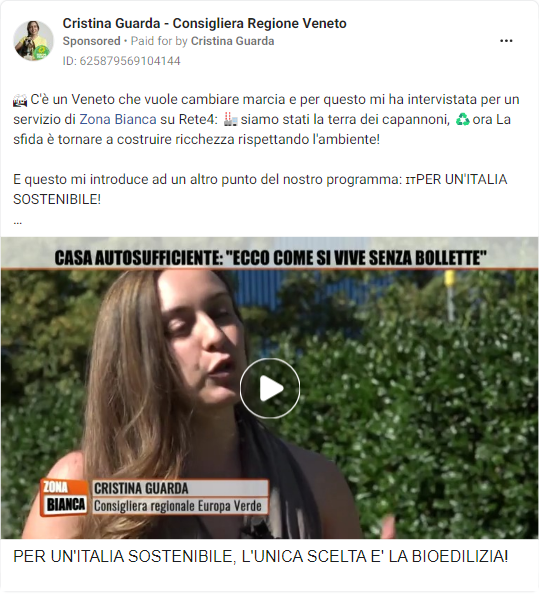 Cristina Guarda - Consigliera Regione Veneto
Sponsored • Paid for by Cristina Guarda
ID: 625879569104144
📸 C'è un Veneto che vuole cambiare marcia e per questo mi ha intervistata per un
servizio di Zona Bianca su Rete4: 🏭 siamo stati la terra dei capannoni, ♻️ ora La
sfida è tornare a costruire ricchezza rispettando l'ambiente!
E questo mi introduce ad un altro punto del nostro programma: 🇮🇹PER UN'ITALIA
SOSTENIBILE!
...
CASA AUTOSUFFICIENTE: "ECCO COME SI VIVE SENZA BOLLETTE"
ZONA
BIANCA
CRISTINA GUARDA
Consigliera regionale Europa Verde
PER UN'ITALIA SOSTENIBILE, L'UNICA SCELTA E' LA BIOEDILIZIA!